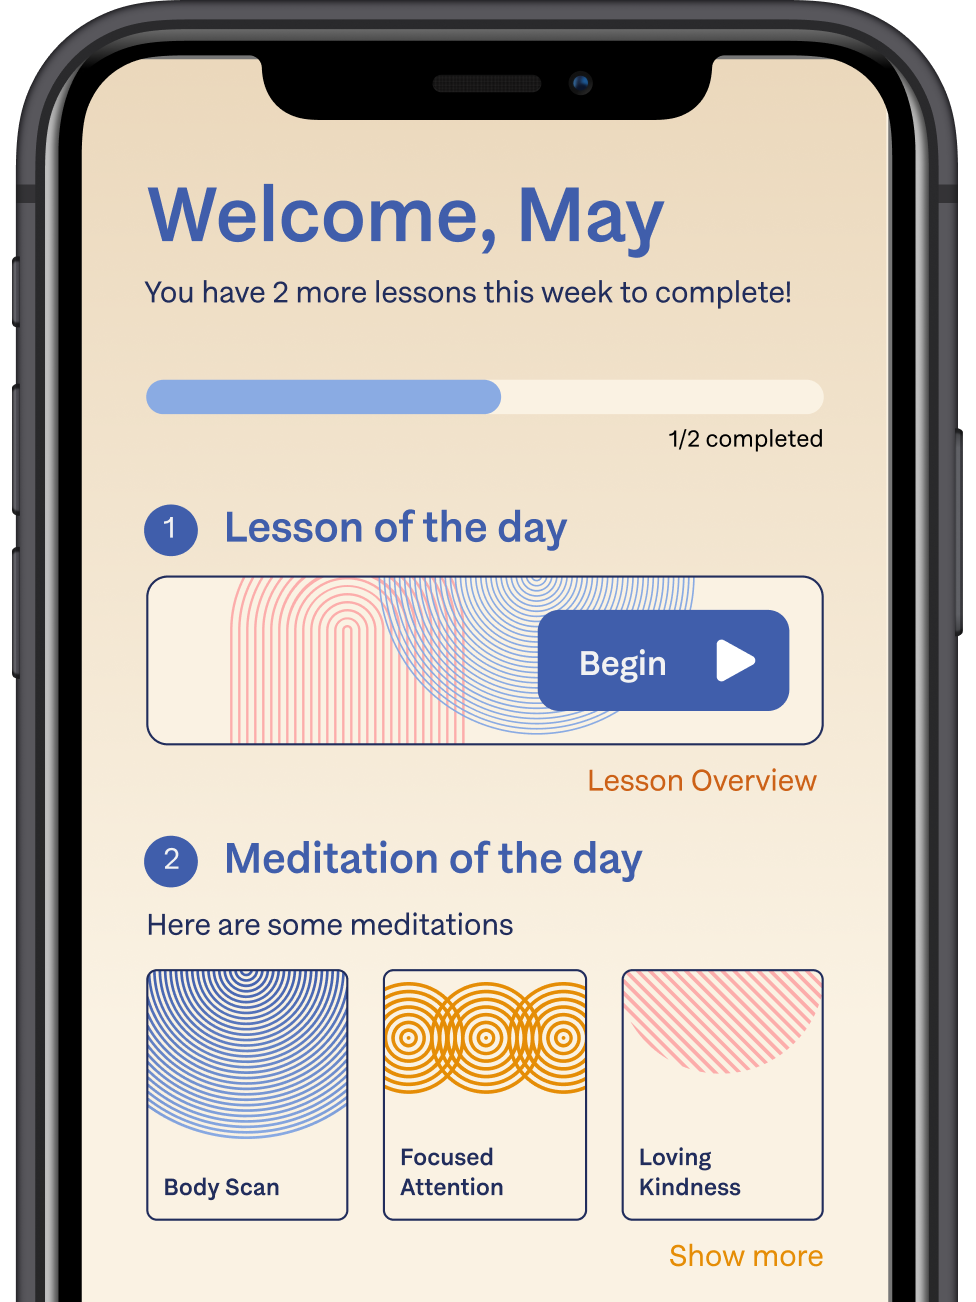 Welcome, May
You have 2 more lessons this week to complete!
1/2 completed
1 Lesson of the day
Begin
Lesson Overview
2 Meditation of the day
Here are some meditations
Body Scan
Focused
Attention
Loving
Kindness
Show more